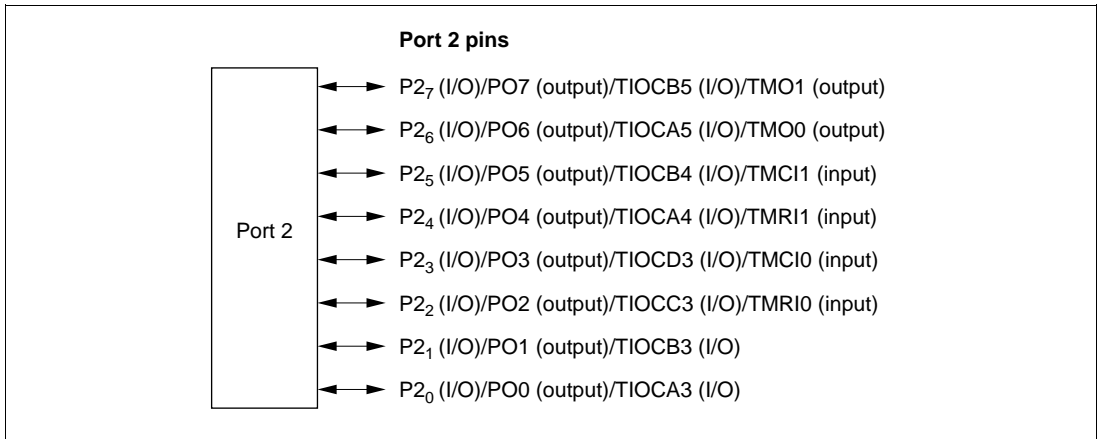 Port 2 pins
P2₇ (I/O)/PO7 (output)/TIOCB5 (I/O)/TMO1 (output)
P2₆ (I/O)/PO6 (output)/TIOCA5 (I/O)/TMO0 (output)
P2₅ (I/O)/PO5 (output)/TIOCB4 (I/O)/TMCI1 (input)
P2₄ (I/O)/PO4 (output)/TIOCA4 (I/O)/TMRI1 (input)
Port 2
P2₃ (I/O)/PO3 (output)/TIOCD3 (I/O)/TMCI0 (input)
P2₂ (I/O)/PO2 (output)/TIOCC3 (I/O)/TMRI0 (input)
P2₁ (I/O)/PO1 (output)/TIOCB3 (I/O)
P2₀ (I/O)/PO0 (output)/TIOCA3 (I/O)